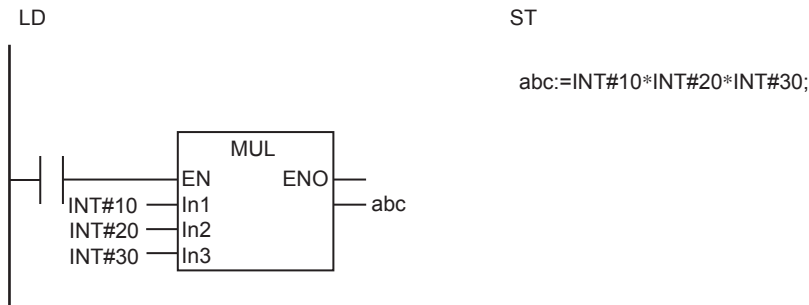 LD
ST
abc:=INT#10*INT#20*INT#30;
MUL
EN ENO
INT#10 In1 abc
INT#20 In2
INT#30 In3